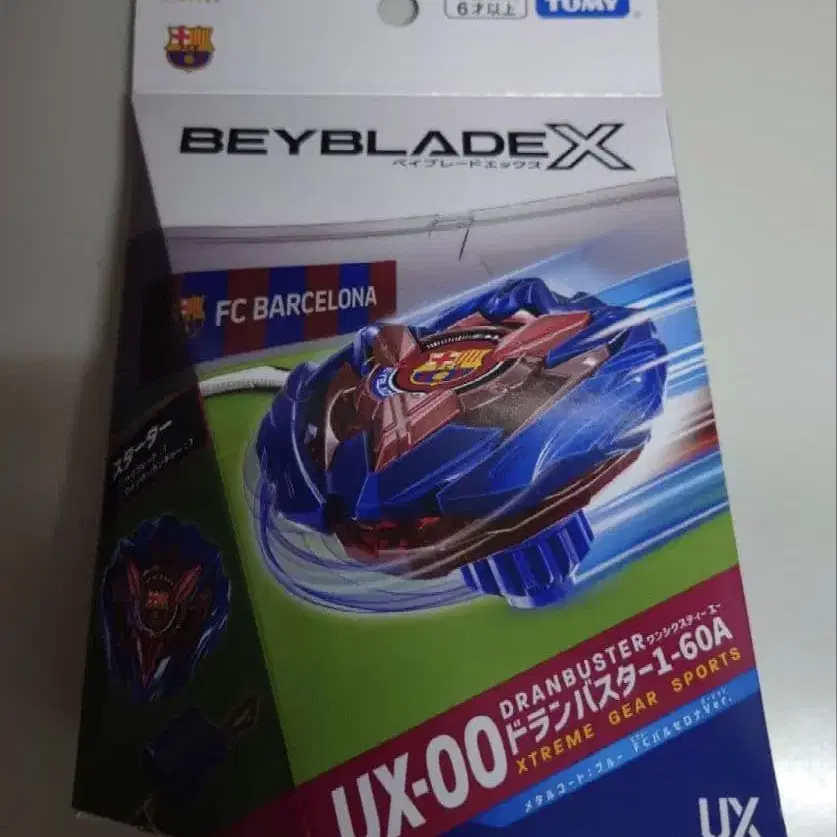 6才以上
TOMY
BEYBLADE X
ベイブレードエックス
FC BARCELONA
スターター
DRANBUSTER ワンシクスティーエー
UX-00 ドランバスター1-60A
XTREME GEAR SPORTS
メタルコート:ブルー FCバルセロナVer.
UX